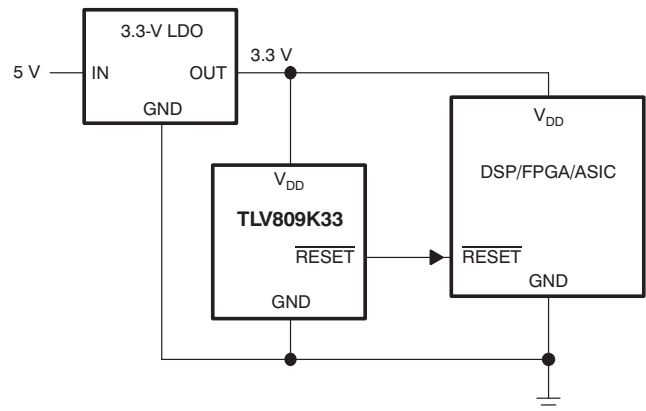 3.3-V LDO
3.3 V
5 V
IN
OUT
GND
V_DD
DSP/FPGA/ASIC
V_DD
TLV809K33
RESET
RESET
GND
GND